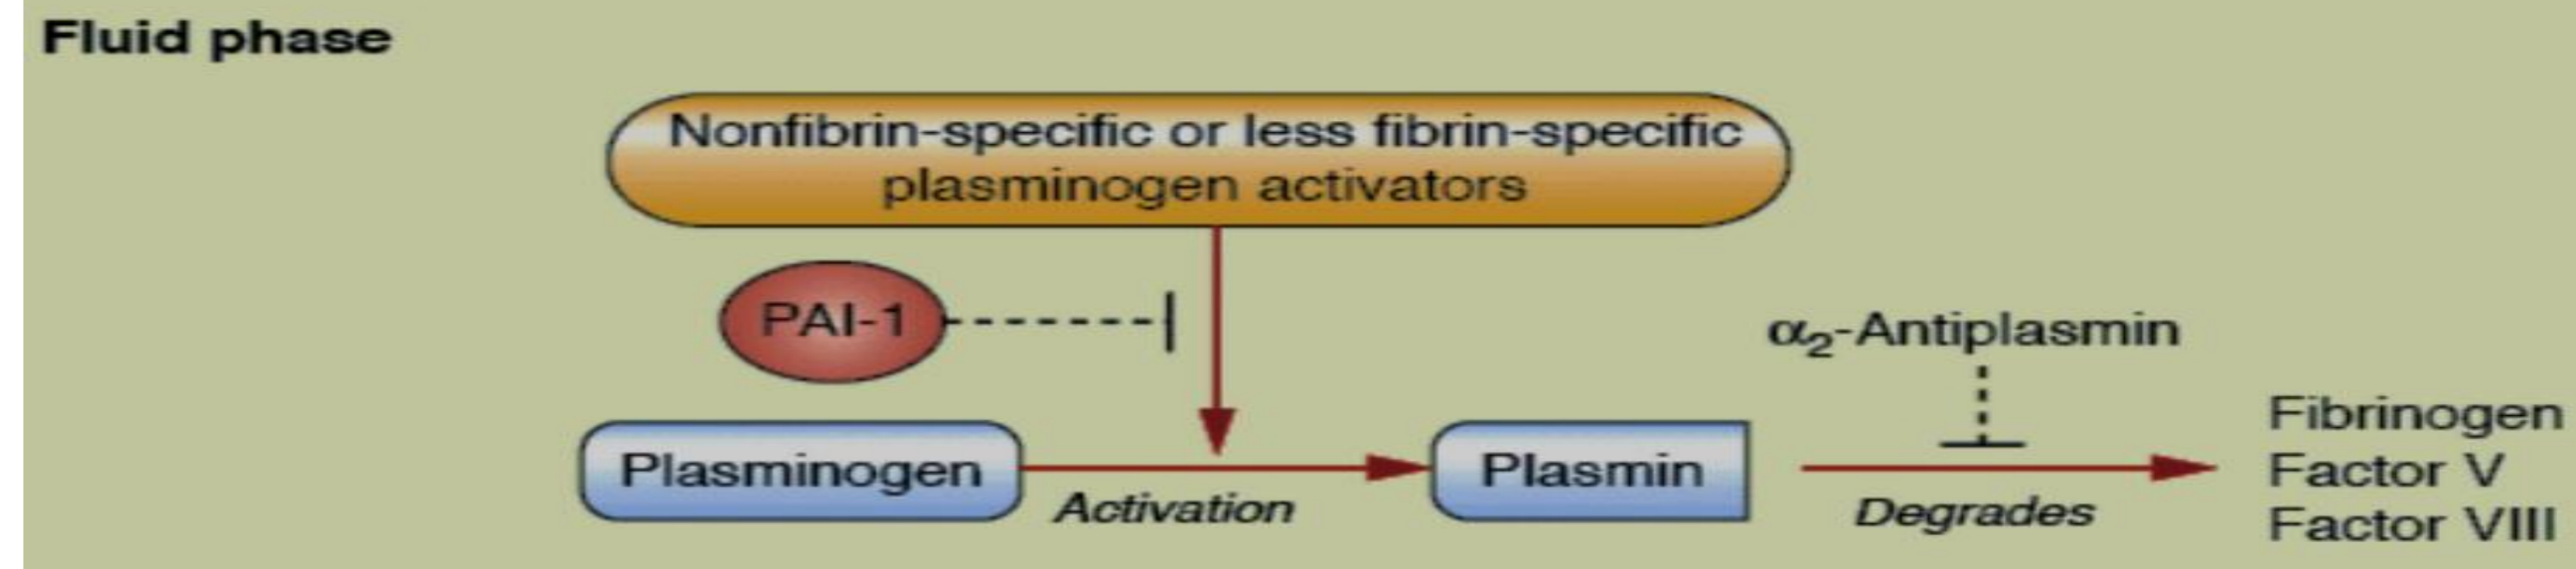 Fluid phase
Nonfibrin-specific or less fibrin-specific
plasminogen activators
PAI-1
α₂-Antiplasmin
Plasminogen
Activation
Plasmin
Degrades
Fibrinogen
Factor V
Factor VIII